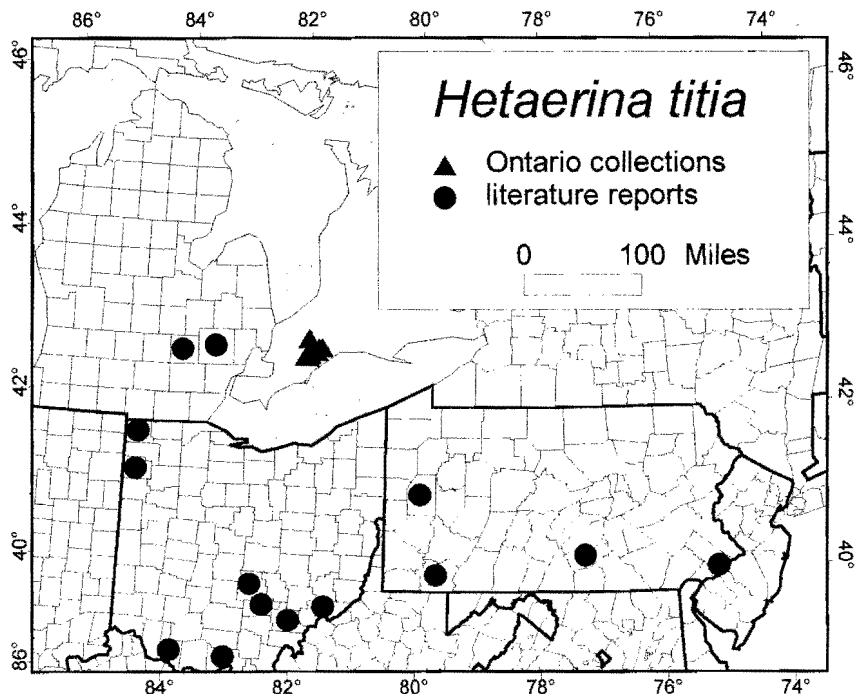 86° 84° 82° 80° 78° 76° 74°
46° 46°
Hetaerina titia
Ontario collections
literature reports
0 100 Miles
44° 44°
42° 42°
40° 40°
86° 84° 82° 80° 78° 76° 74°